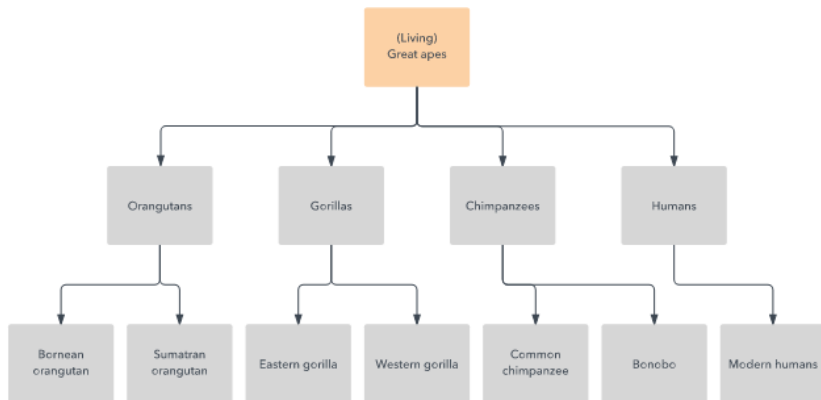 (Living)
Great apes
Orangutans
Gorillas
Chimpanzees
Humans
Bornean
orangutan
Sumatran
orangutan
Eastern gorilla
Western gorilla
Common
chimpanzee
Bonobo
Modern humans